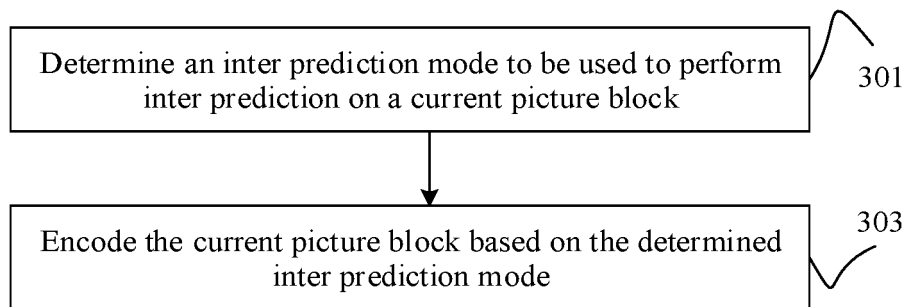 Determine an inter prediction mode to be used to perform
inter prediction on a current picture block
301
Encode the current picture block based on the determined
inter prediction mode
303